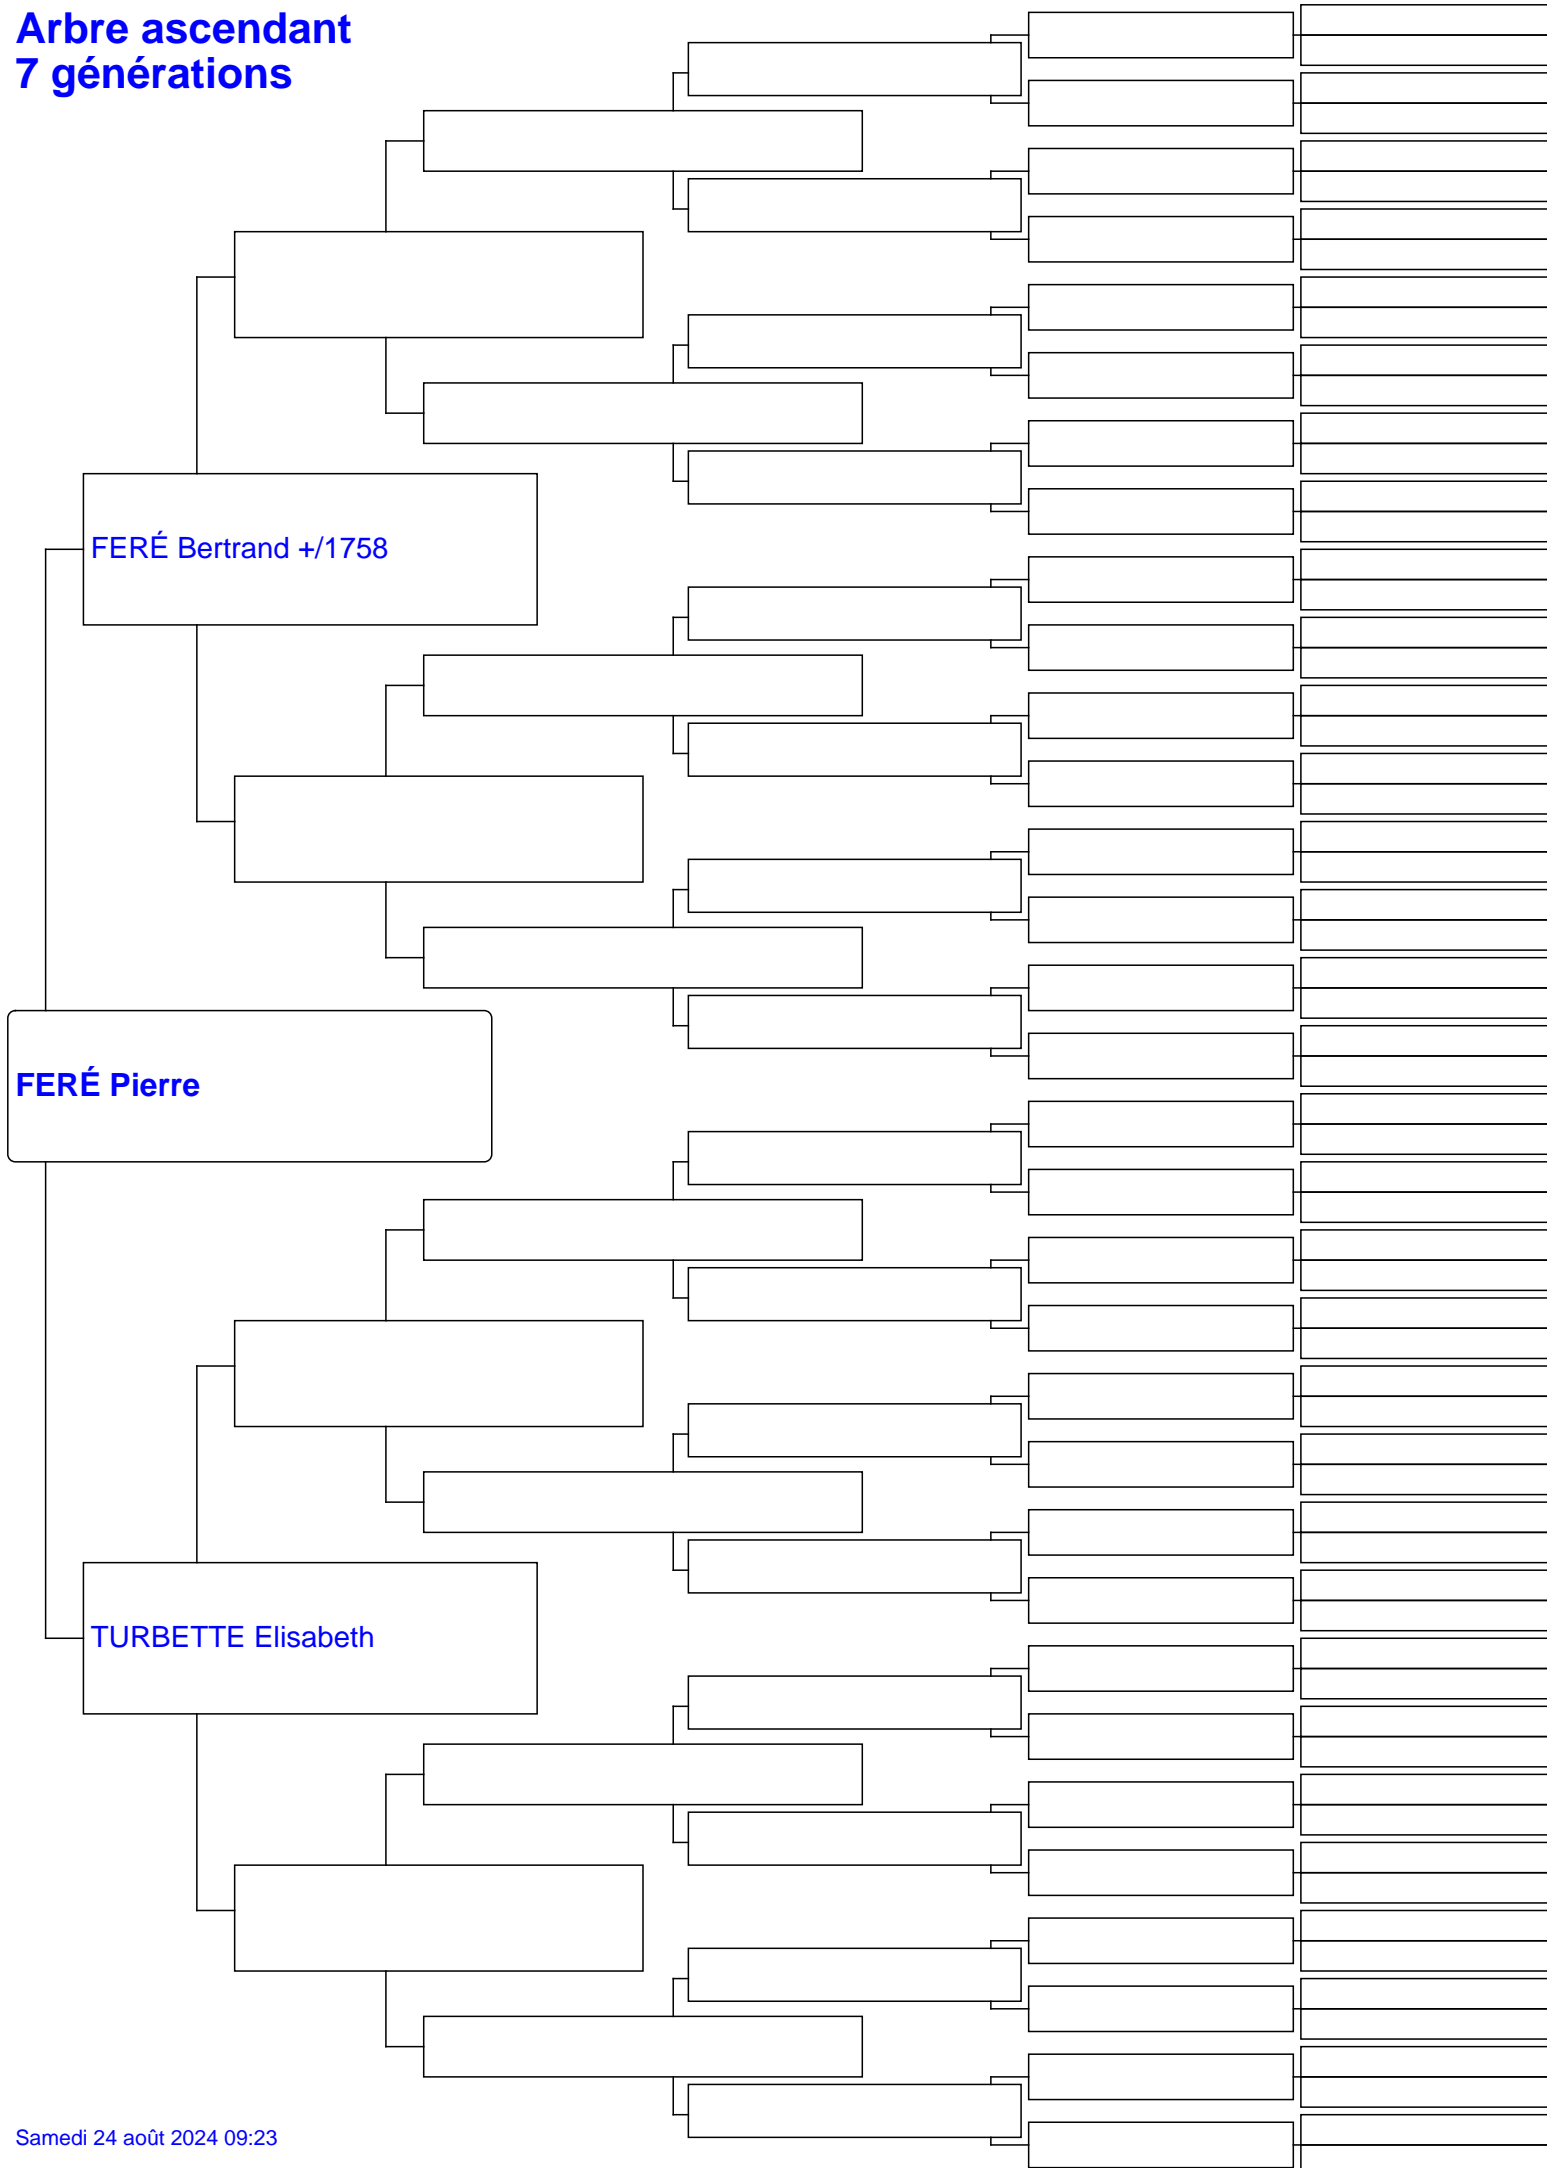 Arbre ascendant
7 générations
FERÉ Bertrand +/1758
FERÉ Pierre
TURBETTE Elisabeth
Samedi 24 août 2024 09:23